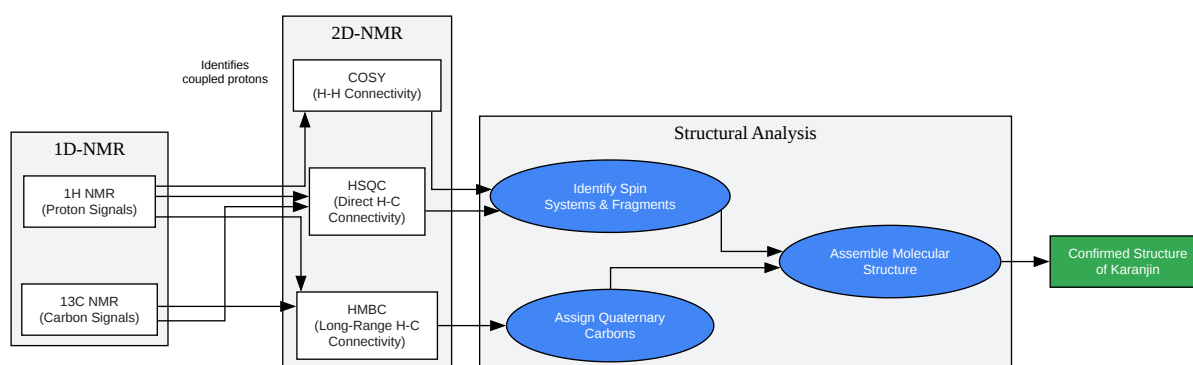 1D-NMR
1H NMR
(Proton Signals)
13C NMR
(Carbon Signals)
Identifies
coupled protons
2D-NMR
COSY
(H-H Connectivity)
HSQC
(Direct H-C
Connectivity)
HMBC
(Long-Range H-C
Connectivity)
Structural Analysis
Identify Spin
Systems & Fragments
Assign Quaternary
Carbons
Assemble Molecular
Structure
Confirmed Structure
of Karanjin